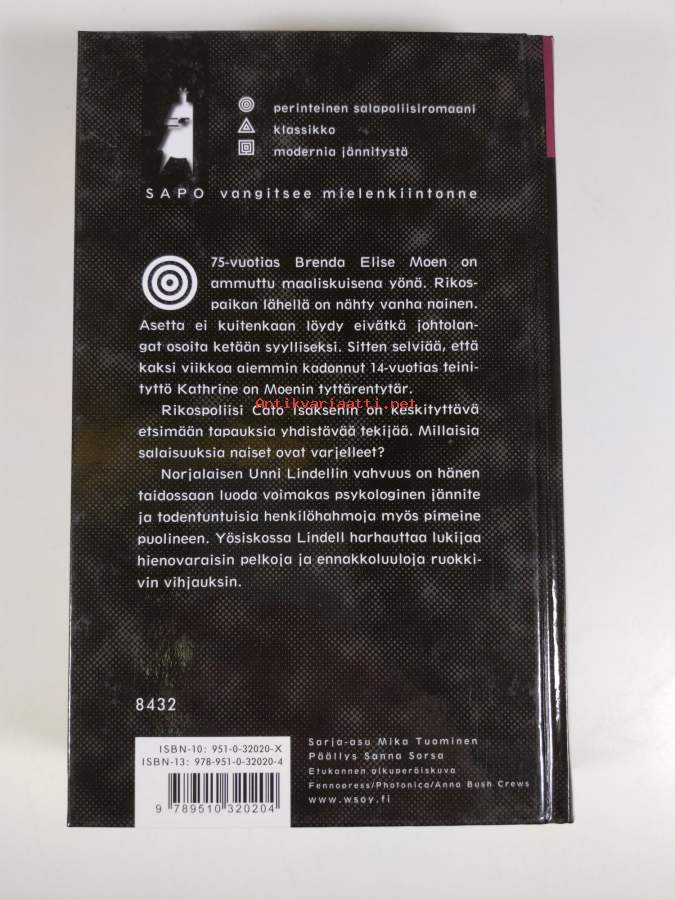 perinteinen salapoliisiromaani
klassikko
modernia jännitystä
SAPO vangitsee mielenkiintonne
75-vuotias Brenda Elise Moen on
ammuttu maaliskuisena yönä. Rikos-
paikan lähellä on nähty vanha nainen.
Asetta ei kuitenkaan löydy eivätkä johtolan-
gat osoita ketään syylliseksi. Sitten selviää, että
kaksi viikkoa aiemmin kadonnut 14-vuotias teini-
tyttö Kathrine on Moenin tyttärentytär.
Antikvariaatti.net
Rikospoliisi Cato Isaksenin on keskityttävä
etsimään tapauksia yhdistävää tekijää. Millaisia
salaisuuksia naiset ovat varjelleet?
Norjalaisen Unni Lindellin vahvuus on hänen
taidossaan luoda voimakas psykologinen jännite
ja todentuntuisia henkilöhahmoja myös pimeine
puolineen. Yösiskossa Lindell harhauttaa lukijaa
hienovaraisin pelkoja ja ennakkoluuloja ruokki-
vin vihjauksin.
8432
ISBN-10: 951-0-32020-X
ISBN-13: 978-951-0-32020-4
9 789510 320204
Sarja-asu Mika Tuominen
Päällys Sanna Sorsa
Etukannen alkuperäiskuva
Fennopress/Photonica/Anna Bush Crews
www.wsoy.fi